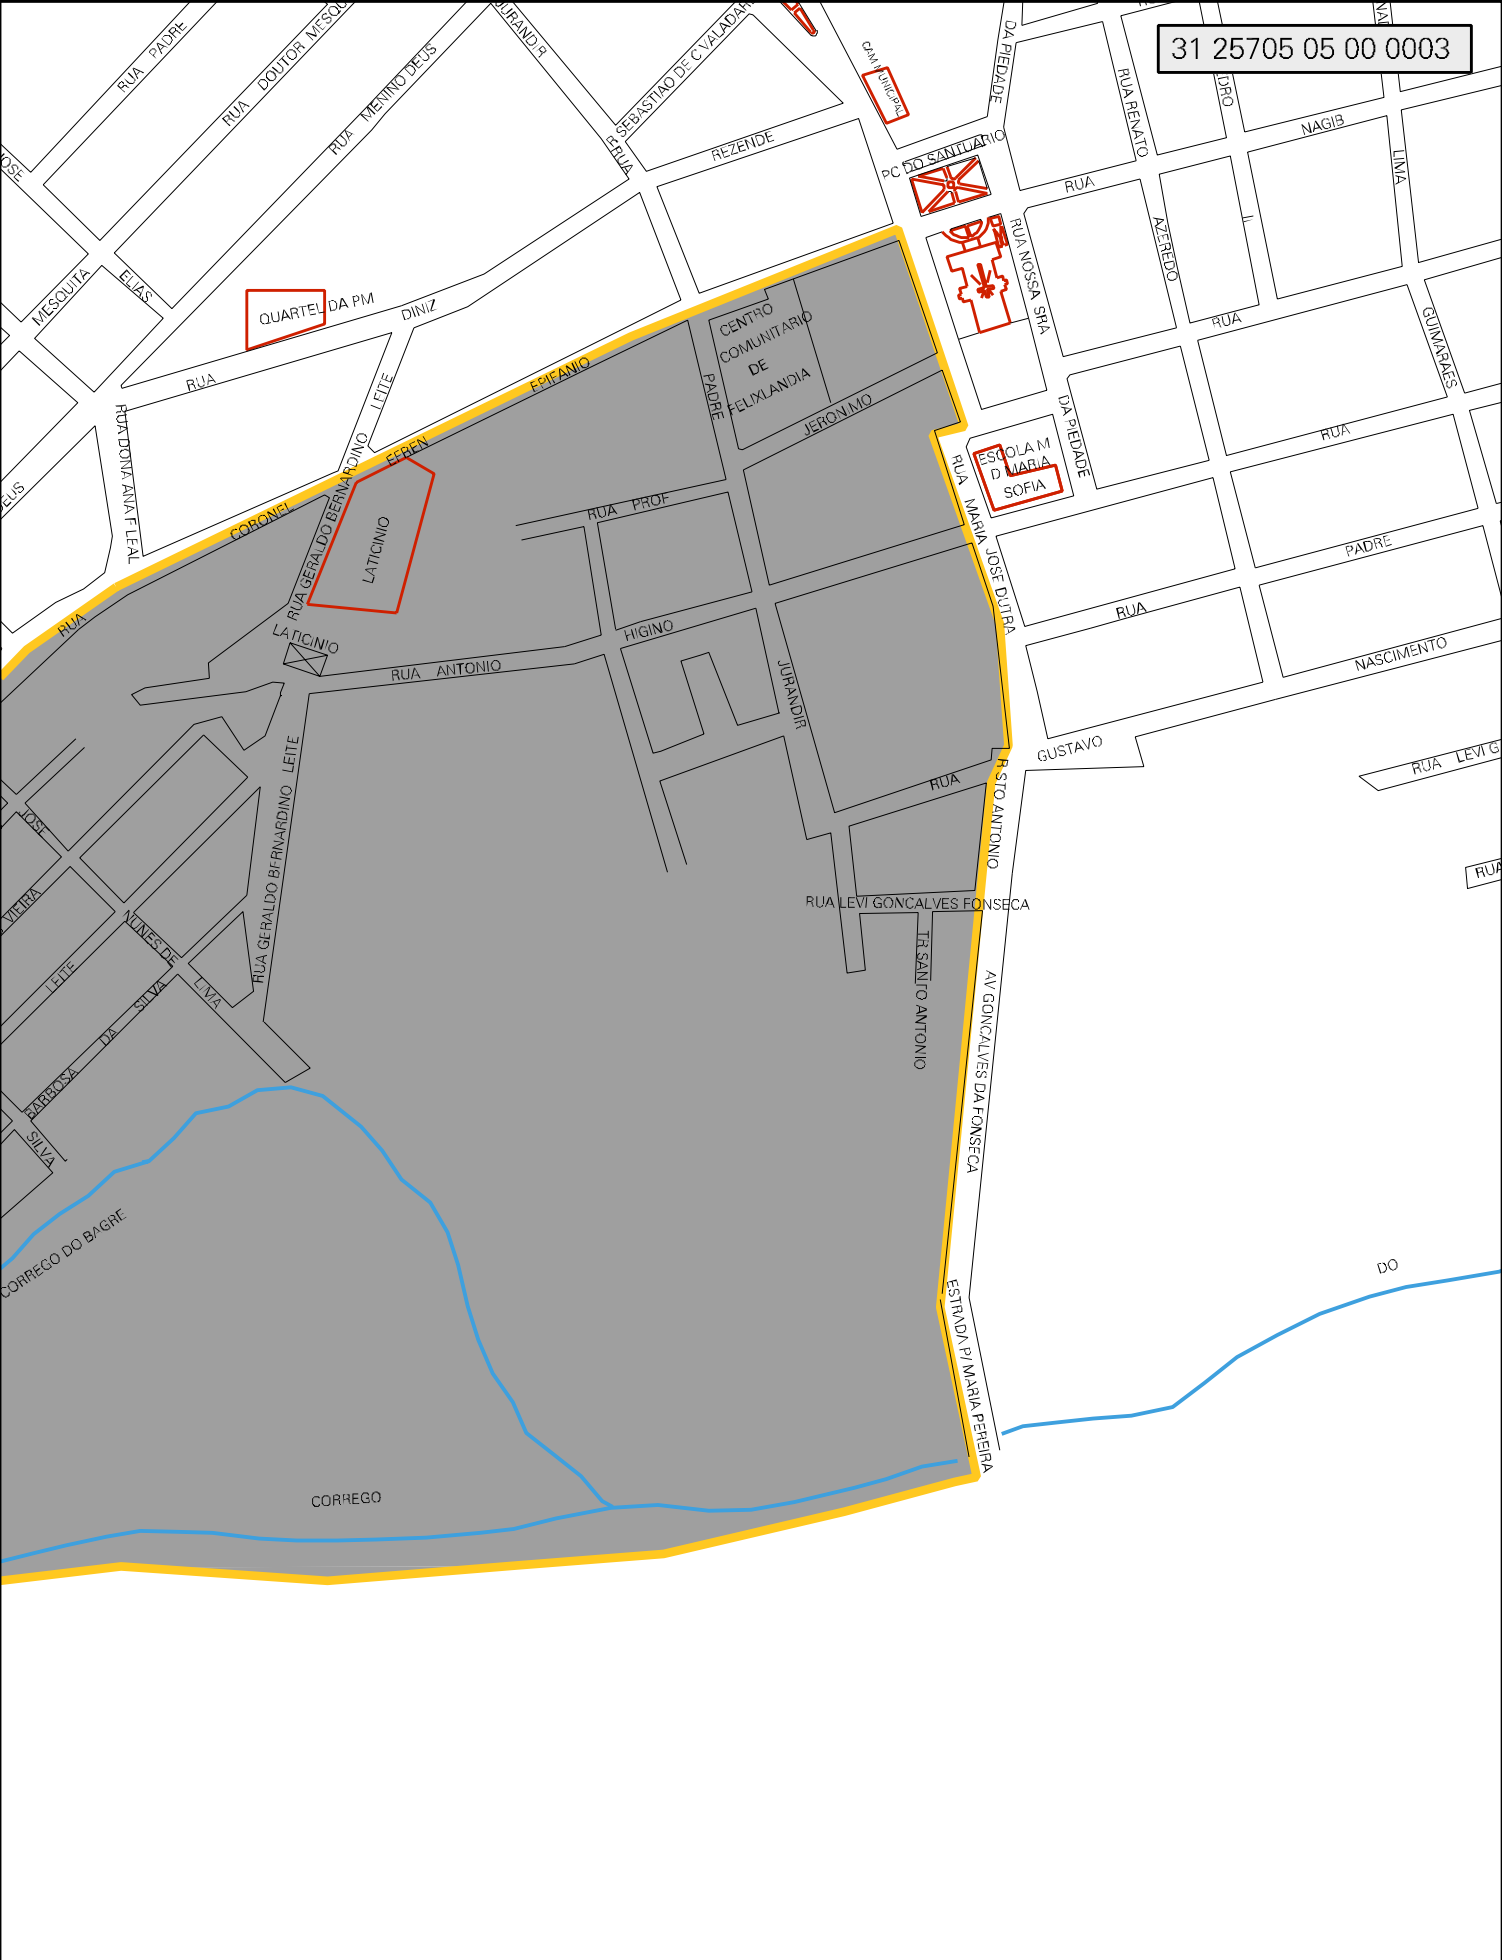 31 25705 05 00 0003
RUA PADRE
RUA DOUTOR
RUA MENINO DEUS
R SEBASTIAO DE C VALADAR
CAM MUNICIPAL
DA PIEDADE
RUA RENATO
NAGIB
LIMA
RUA
REZENDE
PC DO SANTUARIO
RUA
AZEREDO
MESQUITA
ELIAS
QUARTEL DA PM
DINIZ
RUA NOSSA SRA
RUA
GUIMARAES
RUA
LEITE
CENTRO
COMUNITARIO
DE
FELIXLANDIA
EPIFANIO
PADRE
JERONIMO
DA PIEDADE
RUA
RUA DONA ANA F LEAL
EFREN
ESCOLA M
D MARIA
SOFIA
CORONEL
RUA GERALDO BERNARDINO
LATICINIO
RUA PROF
RUA MARIA JOSE DUTRA
PADRE
RUA
RUA
LATICINIO
HIGINO
RUA ANTONIO
JURANDIR
NASCIMENTO
GUSTAVO
RUA LEVI G
RUA GERALDO BERNARDINO LEITE
RUA
R STO ANTONIO
JOSE
VIEIRA
RUA
RUA LEVI GONCALVES FONSECA
NUNES DE
LIMA
LEITE
TR SANTO ANTONIO
AV GONCALVES DA FONSECA
BARBOSA DA SILVA
SILVA
CORREGO DO BAGRE
DO
ESTRADA P/ MARIA PEREIRA
CORREGO